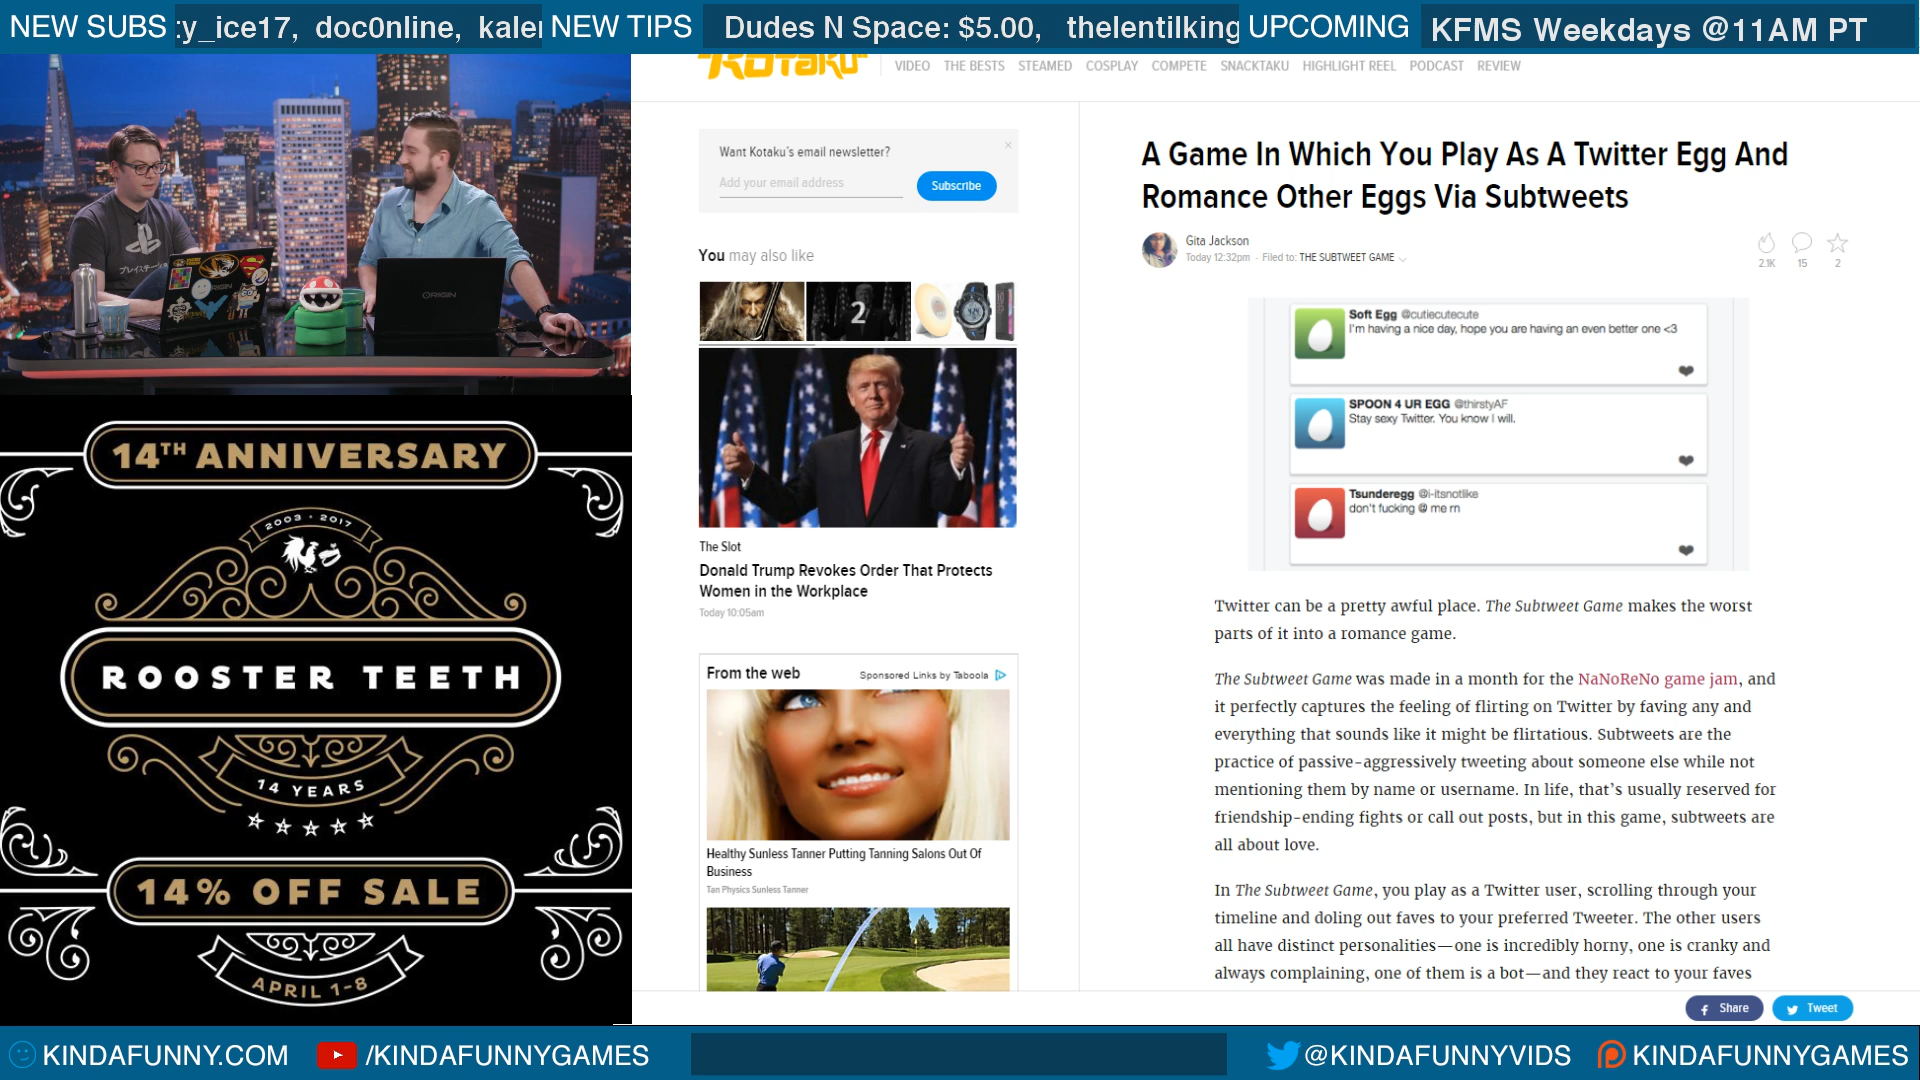 NEW SUBS
ty_ice17, doc0nline, kale
NEW TIPS
Dudes N Space: $5.00, thelentilking
UPCOMING
KFMS Weekdays @11AM PT
KOTAKU
VIDEO THE BESTS STEAMED COSPLAY COMPETE SNACKTAKU HIGHLIGHT REEL PODCAST REVIEW
プレイステーショ
ORIGIN
14TH ANNIVERSARY
2003 · 2017
ROOSTER TEETH
14 YEARS
14% OFF SALE
APRIL 1-8
Want Kotaku's email newsletter?
Add your email address
Subscribe
You may also like
2
The Slot
Donald Trump Revokes Order That Protects
Women in the Workplace
Today 10:05am
From the web
Sponsored Links by Taboola
Healthy Sunless Tanner Putting Tanning Salons Out Of
Business
Tan Physics Sunless Tanner
A Game In Which You Play As A Twitter Egg And
Romance Other Eggs Via Subtweets
Gita Jackson
Today 12:32pm · Filed to: THE SUBTWEET GAME
2.1K 15 2
Soft Egg @cutiecutecute
I'm having a nice day, hope you are having an even better one <3
SPOON 4 UR EGG @thirstyAF
Stay sexy Twitter. You know I will.
Tsunderegg @i-itsnotlike
don't fucking @ me rn
Twitter can be a pretty awful place. The Subtweet Game makes the worst
parts of it into a romance game.
The Subtweet Game was made in a month for the NaNoReNo game jam, and
it perfectly captures the feeling of flirting on Twitter by faving any and
everything that sounds like it might be flirtatious. Subtweets are the
practice of passive-aggressively tweeting about someone else while not
mentioning them by name or username. In life, that's usually reserved for
friendship-ending fights or call out posts, but in this game, subtweets are
all about love.
In The Subtweet Game, you play as a Twitter user, scrolling through your
timeline and doling out faves to your preferred Tweeter. The other users
all have distinct personalities—one is incredibly horny, one is cranky and
always complaining, one of them is a bot—and they react to your faves
Share
Tweet
KINDAFUNNY.COM
/KINDAFUNNYGAMES
@KINDAFUNNYVIDS
KINDAFUNNYGAMES